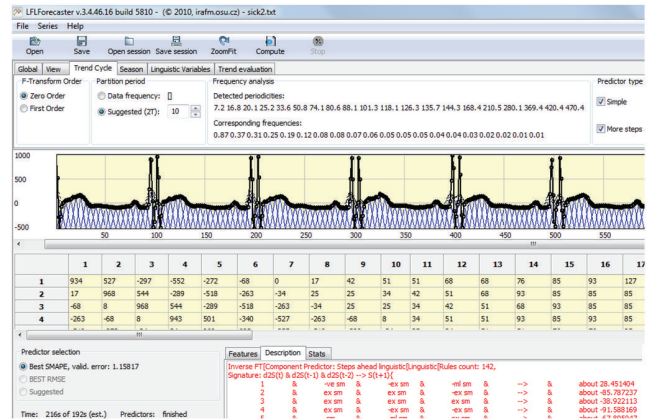 LFLForecaster v.3.4.46.16 build 5810 - (© 2010, irafm.osu.cz) - sick2.txt
File Series Help
Open Save Open session Save session ZoomFit Compute Stop
Global View Trend Cycle Season Linguistic Variables Trend evaluation
F-Transform Order Partition period Frequency analysis Predictor type
Zero Order Data frequency: [] Detected periodicities:
First Order Suggested (2T): 10 7.2 16.8 20.1 25.2 33.6 50.8 74.1 80.6 88.1 101.3 118.1 126.3 135.7 144.3 168.4 210.5 280.1 369.4 420.4 470.4 Simple
Corresponding frequencies:
0.87 0.37 0.31 0.25 0.19 0.12 0.08 0.08 0.07 0.06 0.05 0.05 0.05 0.04 0.04 0.03 0.02 0.02 0.01 0.01 More steps
1000
500
0
-500
50 100 150 200 250 300 350 400 450 500 550
1 2 3 4 5 6 7 8 9 10 11 12 13 14 15 16 17
1 934 527 -297 -552 -272 -68 0 17 42 51 51 68 68 76 85 93 127
2 17 968 544 -289 -518 -263 -34 25 25 34 42 51 68 93 85 85 85
3 -68 8 968 544 -289 -518 -263 -34 25 25 34 42 51 68 93 85 85
4 -263 -68 8 943 501 -340 -527 -263 -68 8 34 51 51 68 93 85 85
Predictor selection
Best SMAPE, valid. error: 1.15817
BEST RMSE
Suggested
Time: 216s of 192s (est.) Predictors: finished
Features Description Stats
Inverse FT[Component Predictor: Steps ahead linguistic[Linguistic[Rules count: 142,
Signature: d2S(t) & d2S(t-1) & d2S(t-2) --> S(t+1){
1 & -ve sm & -ex sm & -ml sm & --> & about 28.451404
2 & ex sm & ex sm & ex sm & --> & about -85.787237
3 & ex sm & ex sm & -ex sm & --> & about -38.922113
4 & -ex sm & ex sm & ex sm & --> & about -91.588169